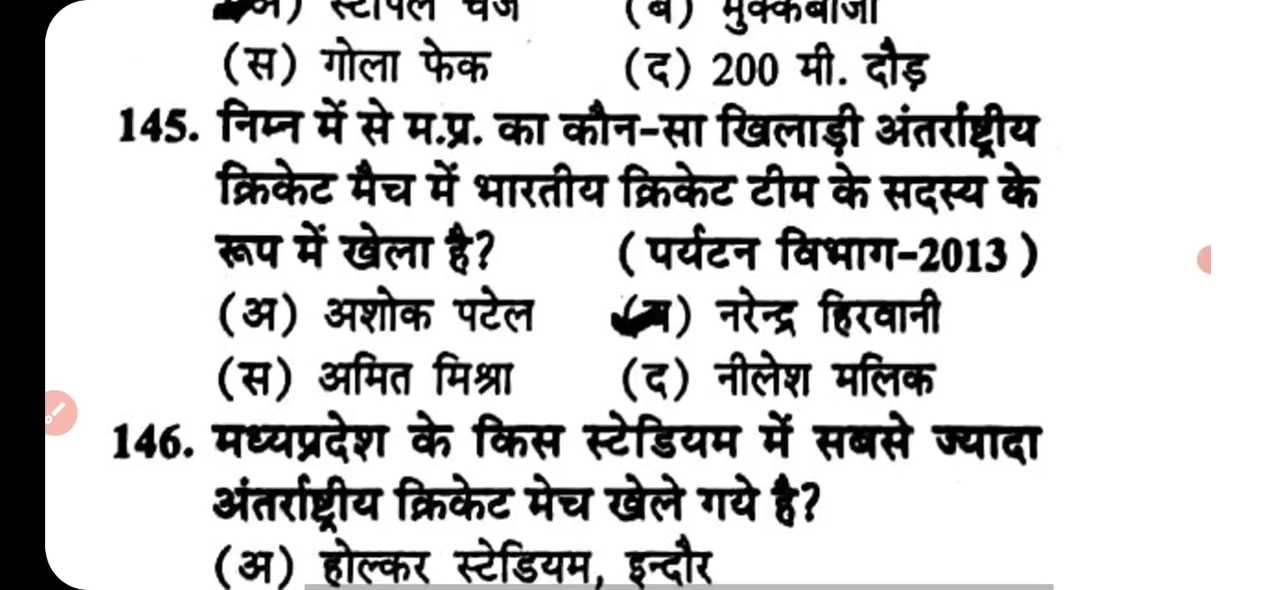 (अ) स्टीपल चेज (ब) मुक्केबाजी
(स) गोला फेक (द) 200 मी. दौड़
145. निम्न में से म.प्र. का कौन-सा खिलाड़ी अंतर्राष्ट्रीय
क्रिकेट मैच में भारतीय क्रिकेट टीम के सदस्य के
रूप में खेला है? ( पर्यटन विभाग-2013 )
(अ) अशोक पटेल (ब) नरेन्द्र हिरवानी
(स) अमित मिश्रा (द) नीलेश मलिक
146. मध्यप्रदेश के किस स्टेडियम में सबसे ज्यादा
अंतर्राष्ट्रीय क्रिकेट मेच खेले गये है?
(अ) होल्कर स्टेडियम, इन्दौर